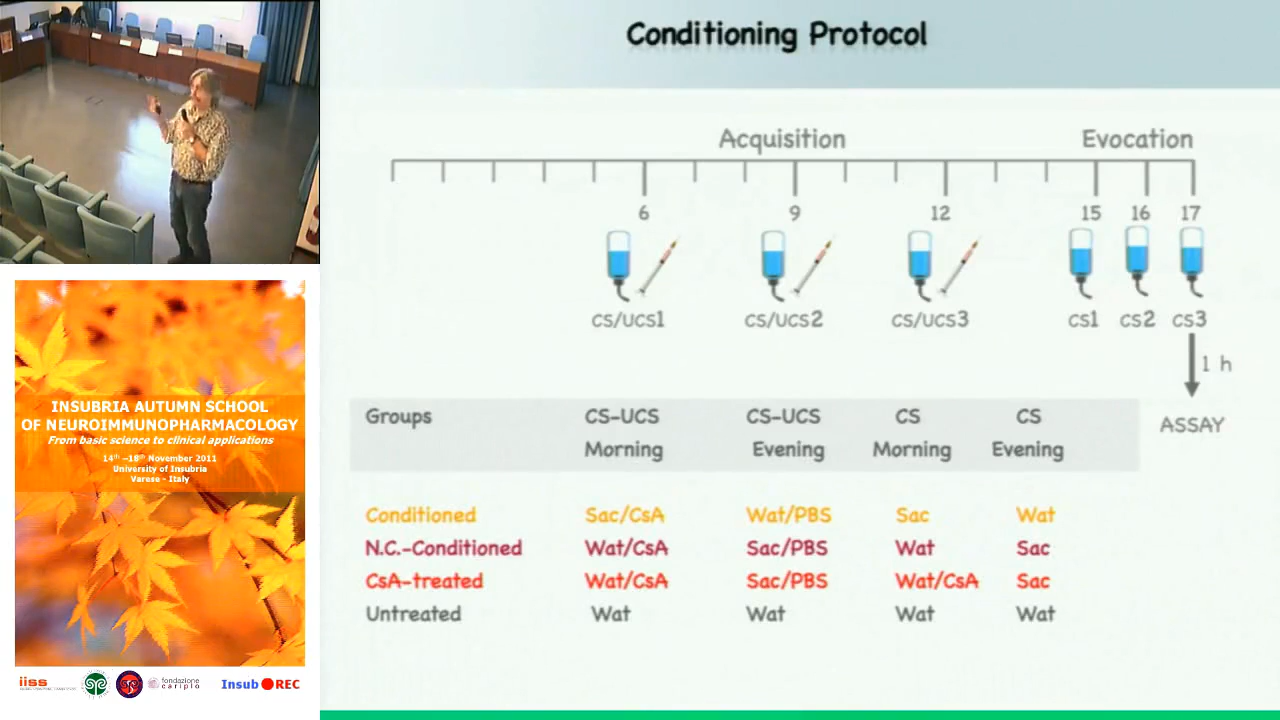 Conditioning Protocol
Acquisition Evocation
6 9 12 15 16 17
CS/UCS1 CS/UCS2 CS/UCS3 CS1 CS2 CS3
1 h
ASSAY
Groups CS-UCS CS-UCS CS CS
Morning Evening Morning Evening
Conditioned Sac/CsA Wat/PBS Sac Wat
N.C.-Conditioned Wat/CsA Sac/PBS Wat Sac
CsA-treated Wat/CsA Sac/PBS Wat/CsA Sac
Untreated Wat Wat Wat Wat
INSUBRIA AUTUMN SCHOOL
OF NEUROIMMUNOPHARMACOLOGY
From basic science to clinical applications
14th –18th November 2011
University of Insubria
Varese - Italy
iiss
fondazione
cariplo
Insub REC